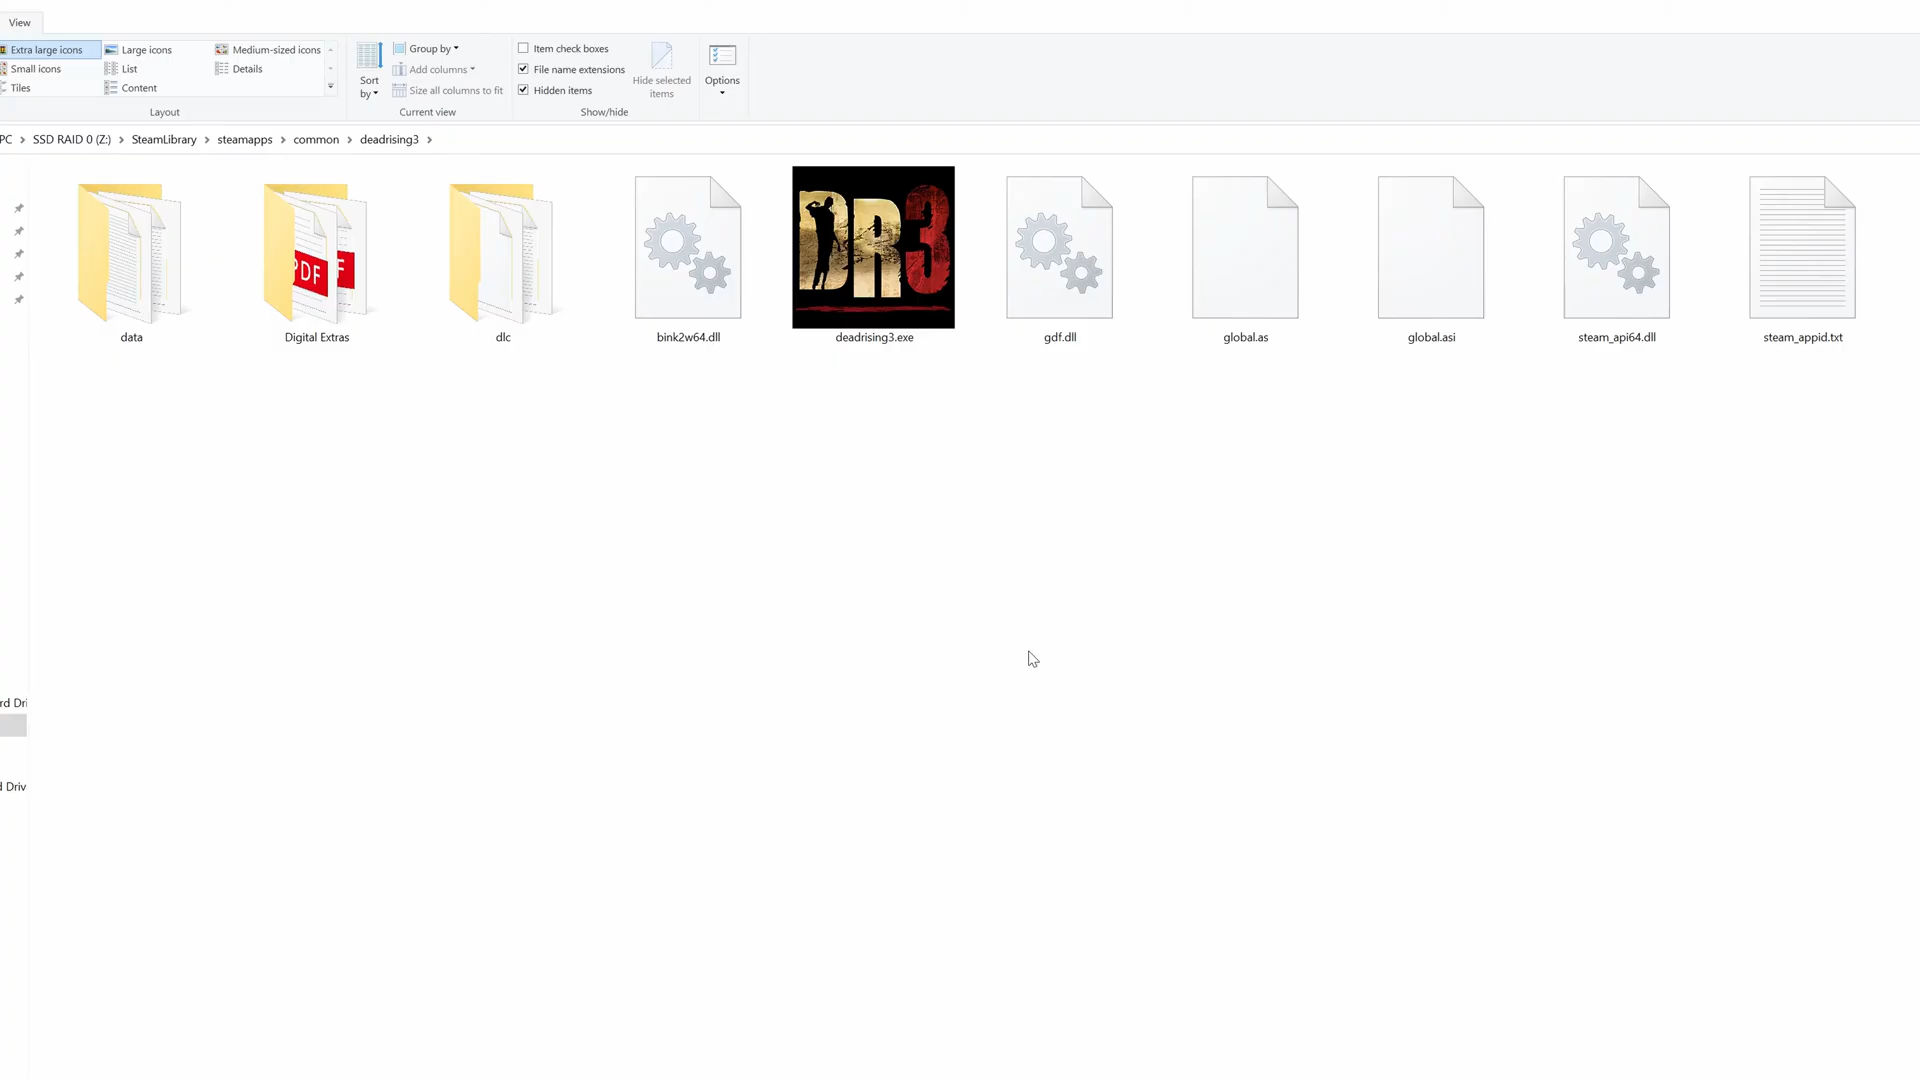 View
Extra large icons
Large icons
Medium-sized icons
Small icons
List
Details
Tiles
Content
Layout
Sort
by
Group by
Add columns
Size all columns to fit
Current view
Item check boxes
File name extensions
Hidden items
Hide selected
items
Show/hide
Options
PC > SSD RAID 0 (Z:) > SteamLibrary > steamapps > common > deadrising3 >
PDF
F
DR3
data
Digital Extras
dlc
bink2w64.dll
deadrising3.exe
gdf.dll
global.as
global.asi
steam_api64.dll
steam_appid.txt
rd Dri
d Driv